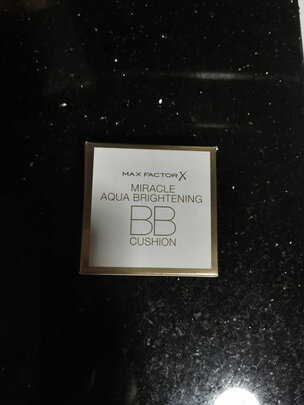 MAX FACTOR X
MIRACLE
AQUA BRIGHTENING
BB
CUSHION